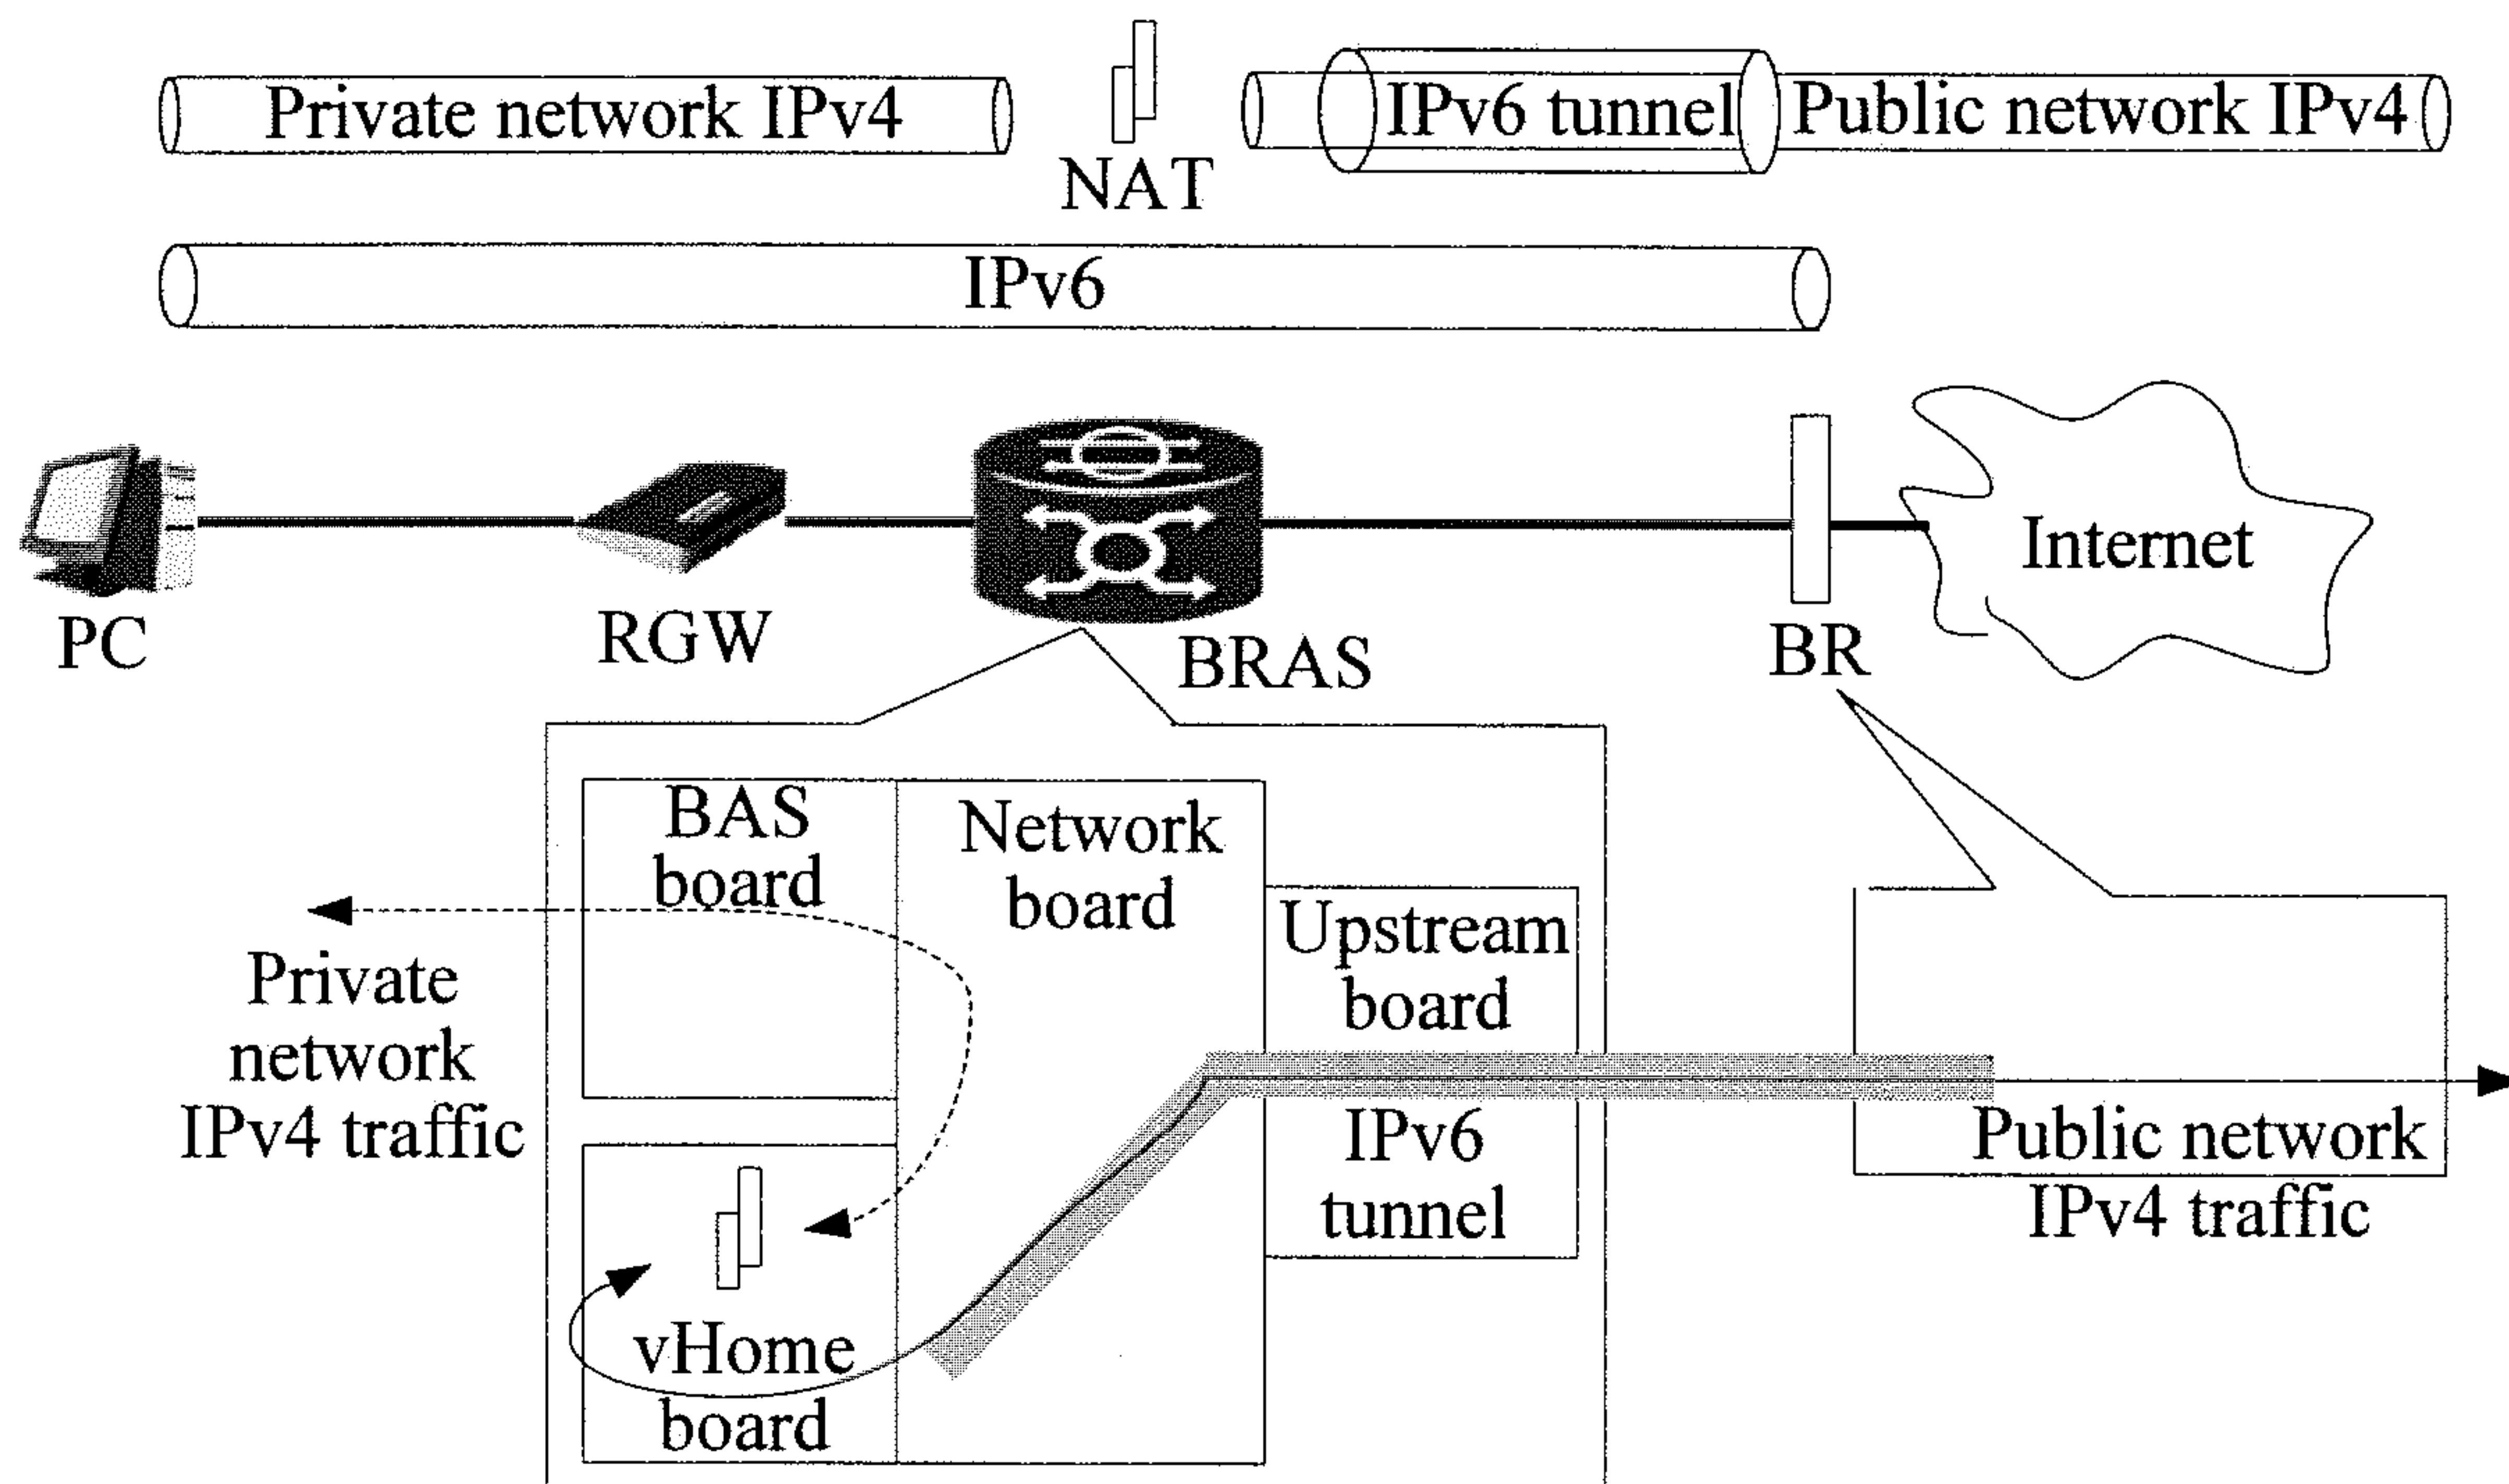 Private network IPv4
NAT
IPv6 tunnel
Public network IPv4
IPv6
PC
RGW
BRAS
BR
Internet
BAS
board
Network
board
Upstream
board
Private
network
IPv4 traffic
IPv6
tunnel
Public network
IPv4 traffic
vHome
board